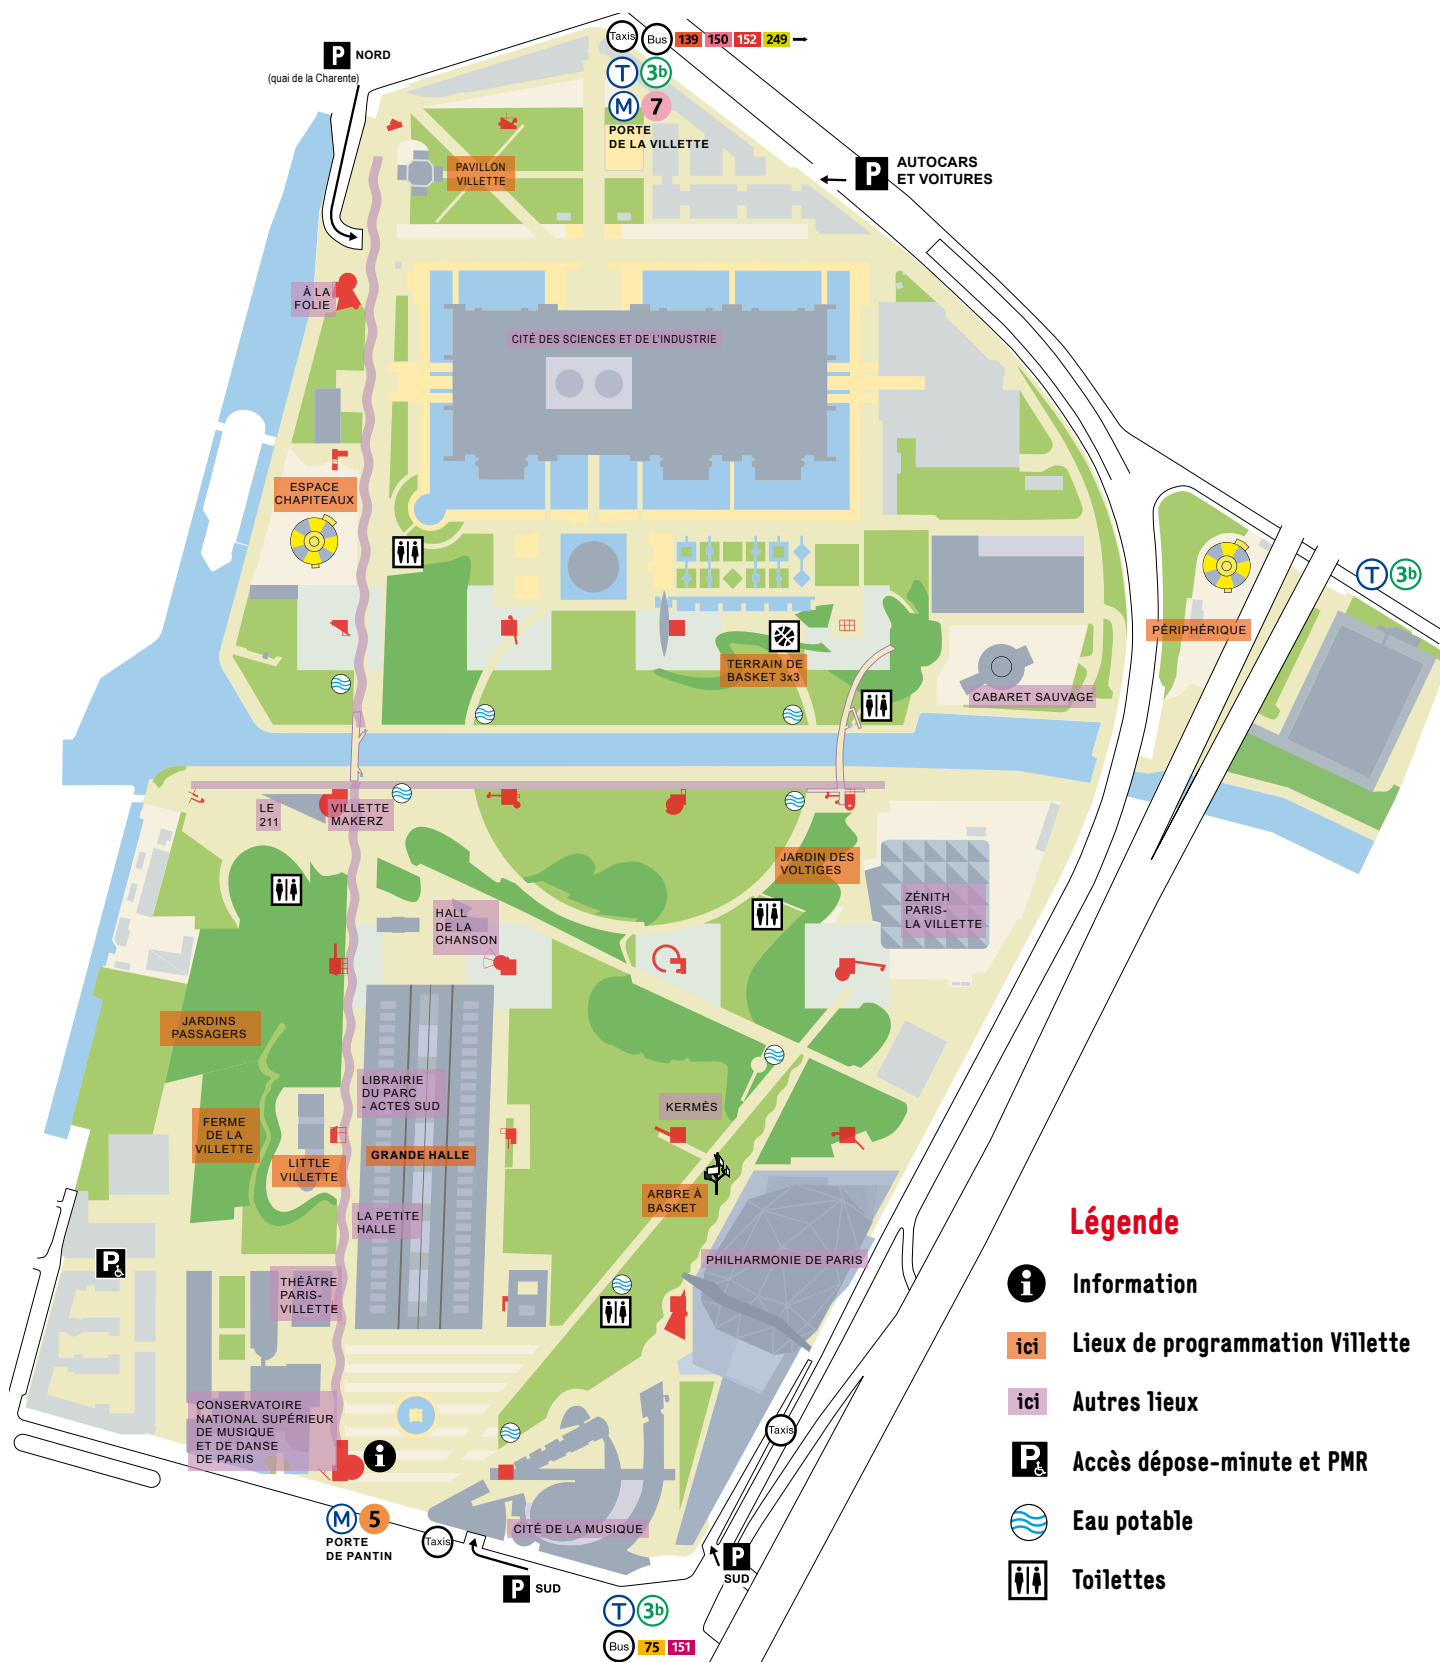 Taxis
Bus
139
150
152
249
P NORD
(quai de la Charente)
T
3b
M
7
PORTE
DE LA VILLETTE
P
AUTOCARS
ET VOITURES
PAVILLON
VILLETTE
À LA
FOLIE
CITÉ DES SCIENCES ET DE L'INDUSTRIE
ESPACE
CHAPITEAUX
T
3b
PÉRIPHÉRIQUE
TERRAIN DE
BASKET 3x3
CABARET SAUVAGE
LE
211
VILLETTE
MAKERZ
JARDIN DES
VOLTIGES
ZÉNITH
PARIS-
LA VILLETTE
HALL
DE LA
CHANSON
JARDINS
PASSAGERS
LIBRAIRIE
DU PARC
- ACTES SUD
KERMÈS
FERME
DE LA
VILLETTE
LITTLE
VILLETTE
GRANDE HALLE
ARBRE À
BASKET
LA PETITE
HALLE
PHILHARMONIE DE PARIS
P
THÉÂTRE
PARIS-
VILLETTE
CONSERVATOIRE
NATIONAL SUPÉRIEUR
DE MUSIQUE
ET DE DANSE
DE PARIS
i
Taxis
M
5
PORTE
DE PANTIN
Taxis
CITÉ DE LA MUSIQUE
P SUD
P
SUD
T
3b
Bus
75
151
Légende
i Information
ici Lieux de programmation Villette
ici Autres lieux
P Accès dépose-minute et PMR
Eau potable
Toilettes